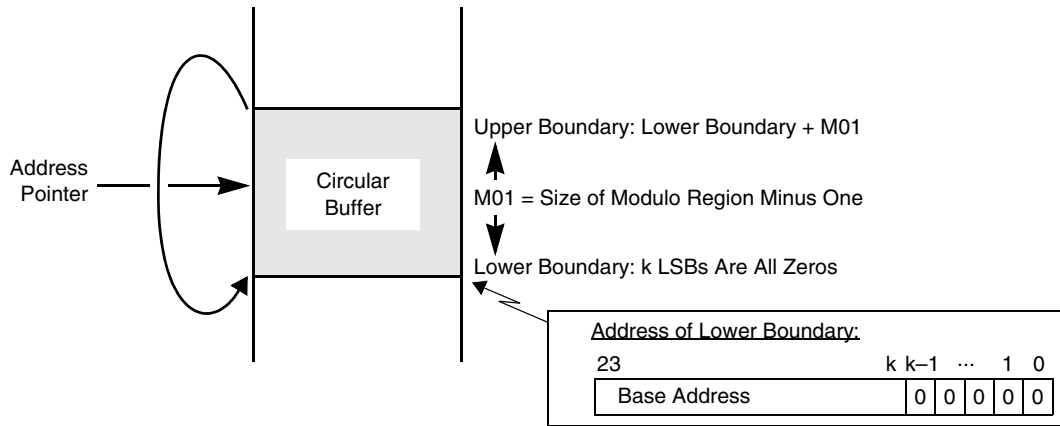 Upper Boundary: Lower Boundary + M01
Address
Pointer
Circular
Buffer
M01 = Size of Modulo Region Minus One
Lower Boundary: k LSBs Are All Zeros
Address of Lower Boundary:
23 k k–1 ... 1 0
Base Address 0 0 0 0 0